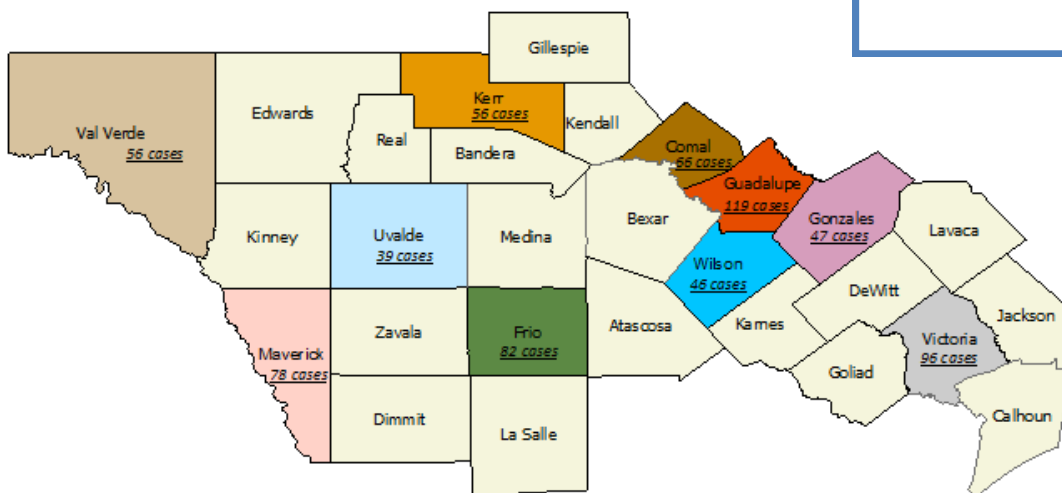 Gillespie
Kerr
56 cases
Edwards
Val Verde
56 cases
Real
Kendall
Bandera
Comal
66 cases
Guadalupe
119 cases
Gonzales
47 cases
Bexar
Lavaca
Kinney
Uvalde
39 cases
Medina
Wilson
46 cases
DeWitt
Jackson
Zavala
Frio
82 cases
Atascosa
Karnes
Victoria
96 cases
Maverick
78 cases
Goliad
Dimmit
La Salle
Calhoun